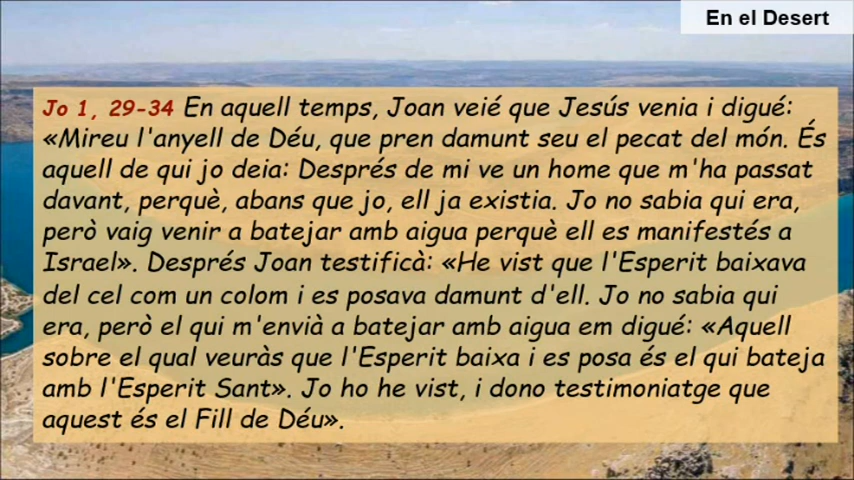 En el Desert
Jo 1, 29-34 En aquell temps, Joan veié que Jesús venia i digué:
«Mireu l'anyell de Déu, que pren damunt seu el pecat del món. És
aquell de qui jo deia: Després de mi ve un home que m'ha passat
davant, perquè, abans que jo, ell ja existia. Jo no sabia qui era,
però vaig venir a batejar amb aigua perquè ell es manifestés a
Israel». Després Joan testificà: «He vist que l'Esperit baixava
del cel com un colom i es posava damunt d'ell. Jo no sabia qui
era, però el qui m'envià a batejar amb aigua em digué: «Aquell
sobre el qual veuràs que l'Esperit baixa i es posa és el qui bateja
amb l'Esperit Sant». Jo ho he vist, i dono testimoniatge que
aquest és el Fill de Déu».